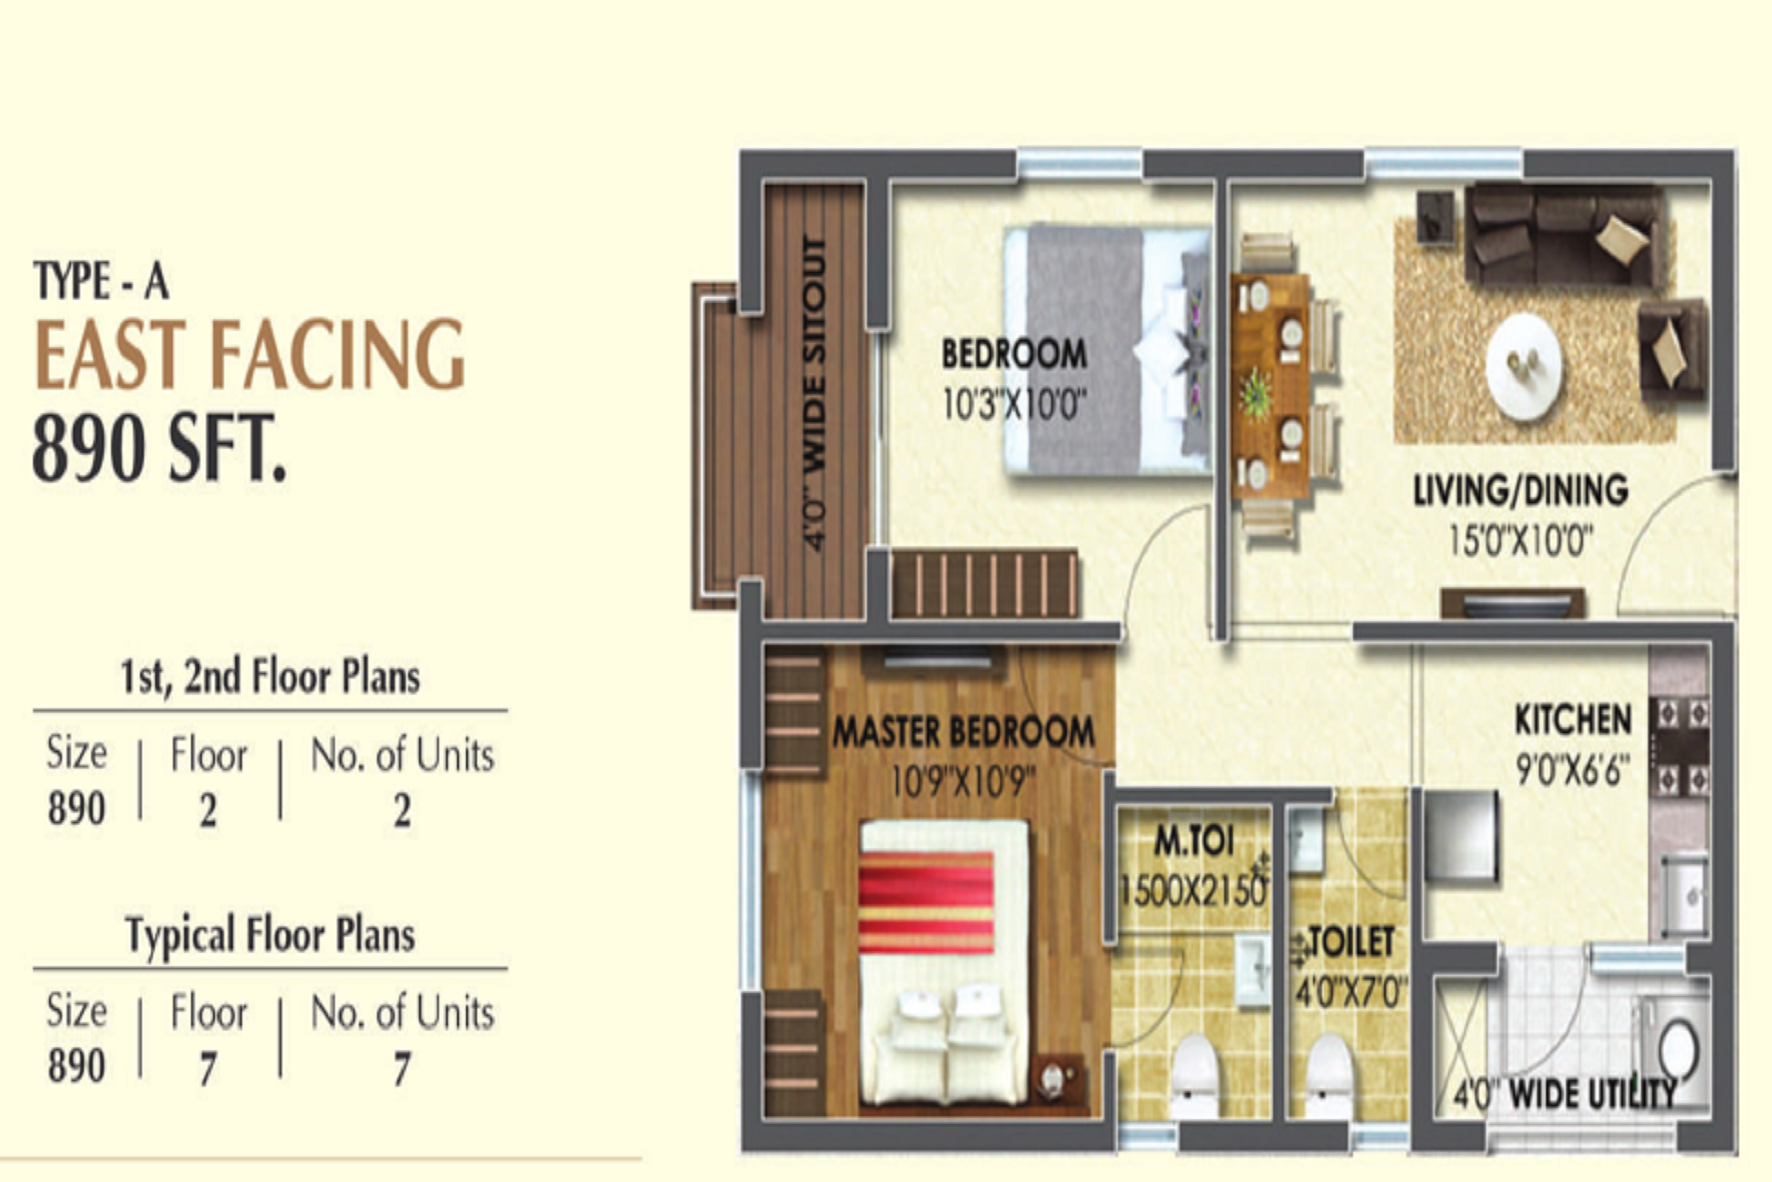 TYPE - A
EAST FACING
890 SFT.
1st, 2nd Floor Plans
Size Floor No. of Units
890 2 2
Typical Floor Plans
Size Floor No. of Units
890 7 7
4'0" WIDE SITOUT
BEDROOM
10'3"X10'0"
LIVING/DINING
15'0"X10'0"
MASTER BEDROOM
10'9"X10'9"
KITCHEN
9'0"X6'6"
M.TOI
1500X2150
TOILET
4'0"X7'0"
4'0" WIDE UTILITY